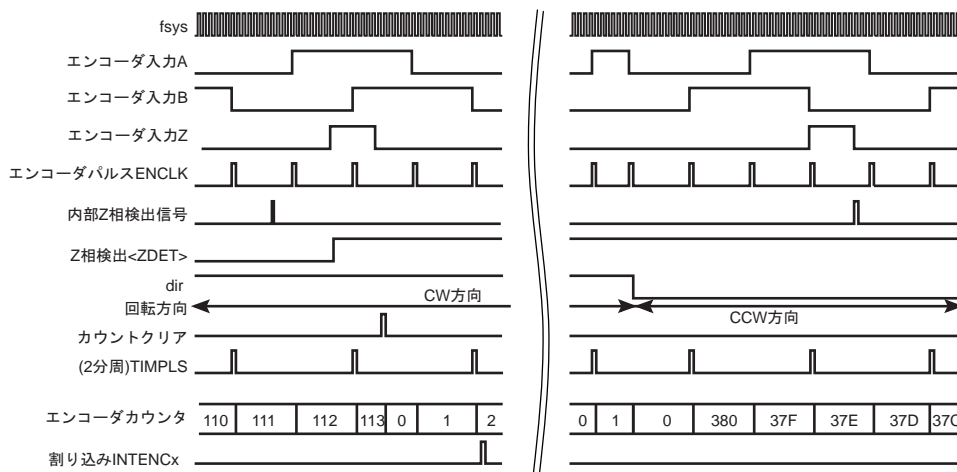 fsys
エンコーダ入力A
エンコーダ入力B
エンコーダ入力Z
エンコーダパルスENCLK
内部Z相検出信号
Z相検出<ZDET>
dir
回転方向
CW方向
CCW方向
カウントクリア
(2分周)TIMPLS
エンコーダカウンタ 110 111 112 113 0 1 2 0 1 0 380 37F 37E 37D 37C
割り込みINTENCx